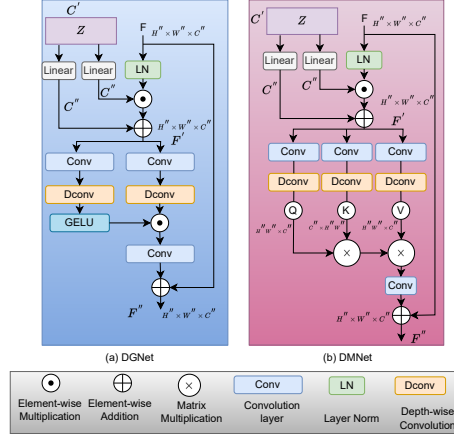 C'
Z
F
H''×W''×C''
Linear
Linear
LN
C''
C''
H''×W''×C''
F'
Conv
Conv
Dconv
Dconv
GELU
Conv
F''
H''×W''×C''
(a) DGNet
C'
Z
F
H''×W''×C''
Linear
Linear
LN
C''
C''
H''×W''×C''
F'
Conv
Conv
Conv
Dconv
Dconv
Dconv
Q
K
V
H''W''×C''
C''×H''W''
H''W''×C''
Conv
H''×W''×C''
F''
(b) DMNet
Conv
LN
Dconv
Element-wise
Multiplication
Element-wise
Addition
Matrix
Multiplication
Convolution
layer
Layer Norm
Depth-wise
Convolution